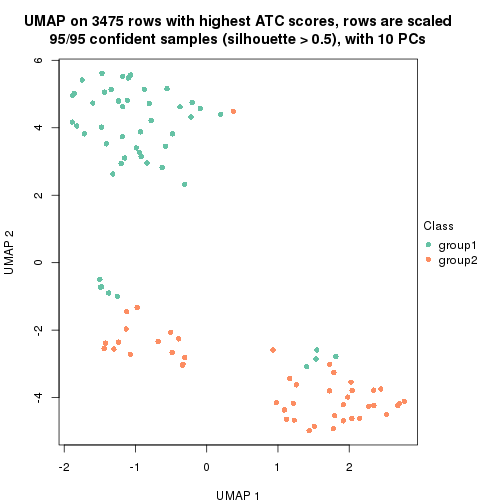 UMAP on 3475 rows with highest ATC scores, rows are scaled
95/95 confident samples (silhouette > 0.5), with 10 PCs
6
4
2
0
-2
-4
UMAP 2
-2
-1
0
1
2
UMAP 1
Class
group1
group2